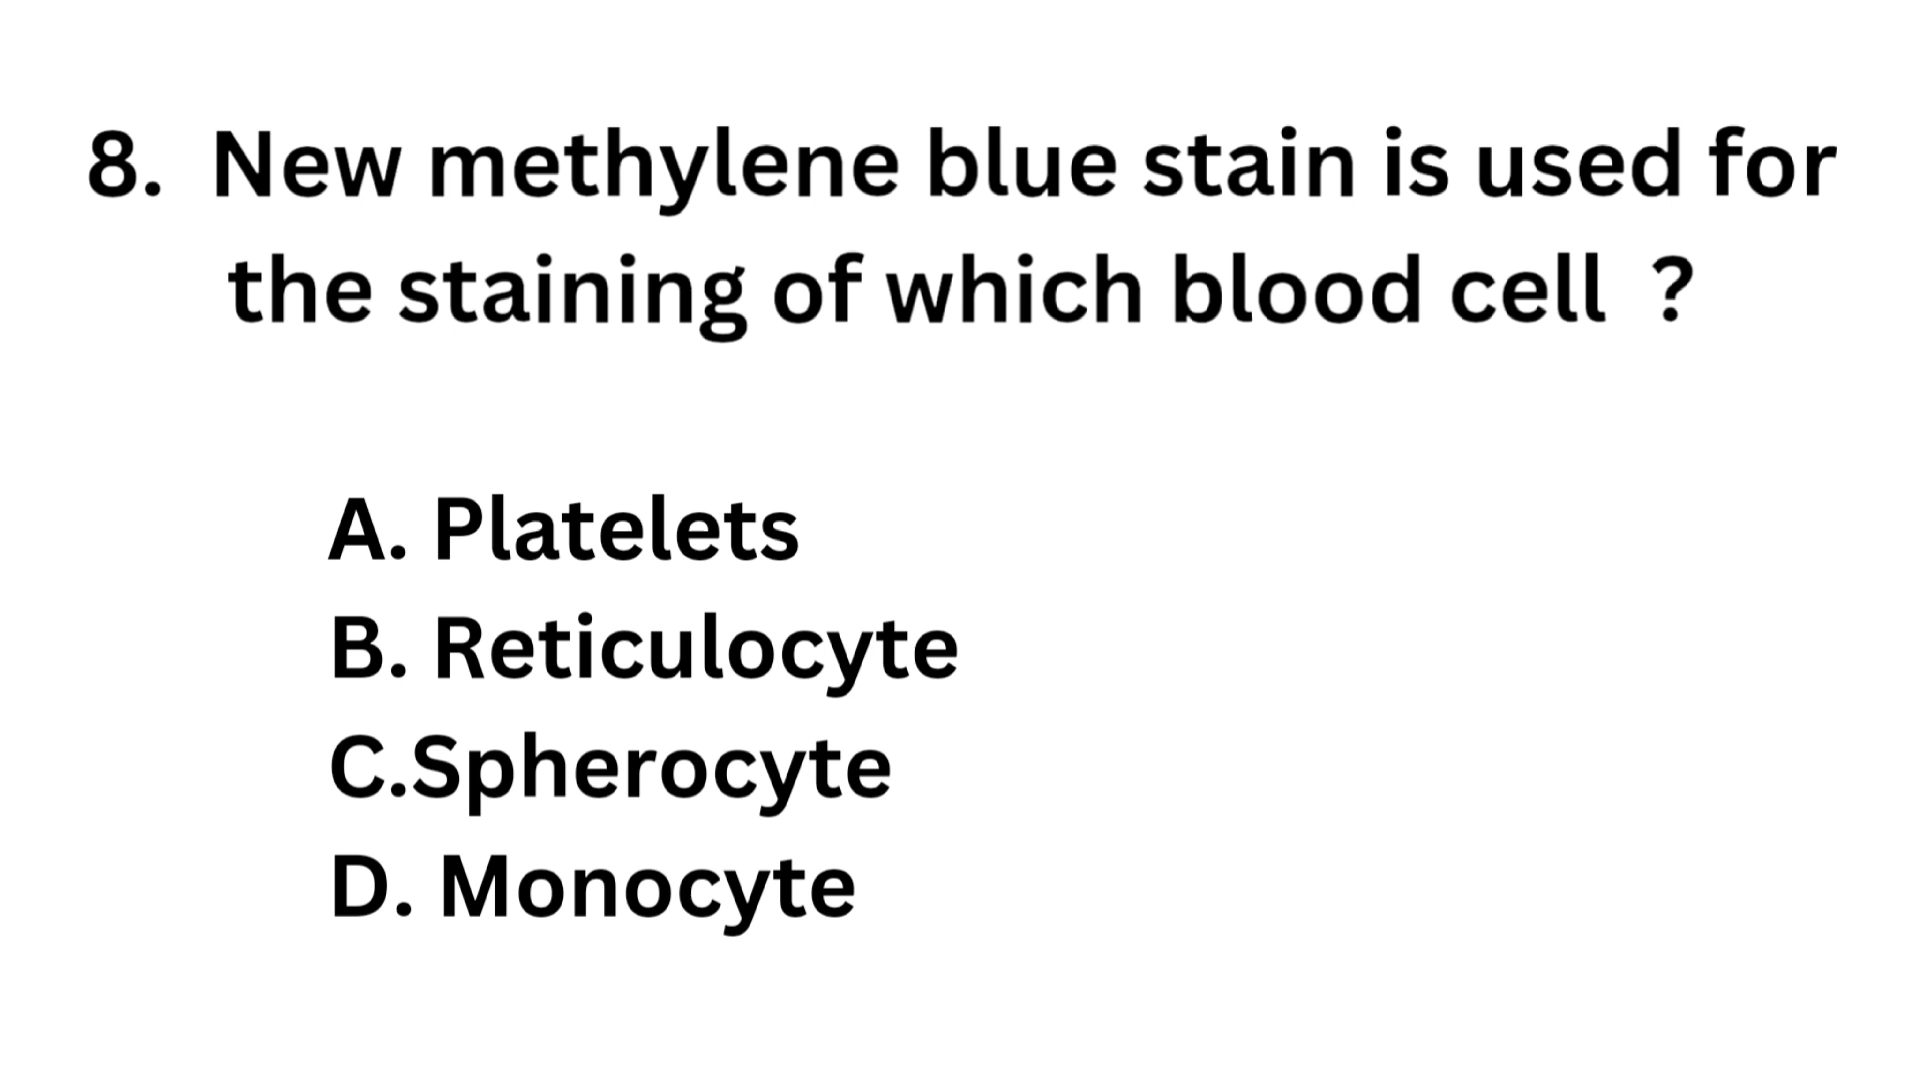 8. New methylene blue stain is used for
the staining of which blood cell ?
A. Platelets
B. Reticulocyte
C.Spherocyte
D. Monocyte